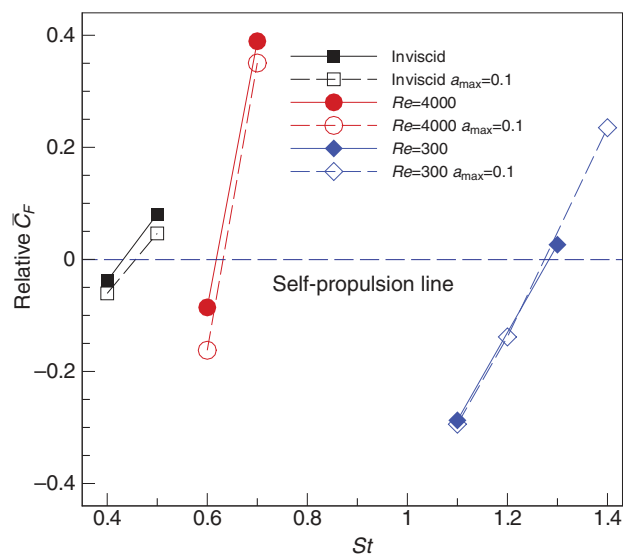 0.4
0.2
0
−0.2
−0.4
Relative C̅F
Inviscid
Inviscid amax=0.1
Re=4000
Re=4000 amax=0.1
Re=300
Re=300 amax=0.1
Self-propulsion line
0.4 0.6 0.8 1 1.2 1.4
St